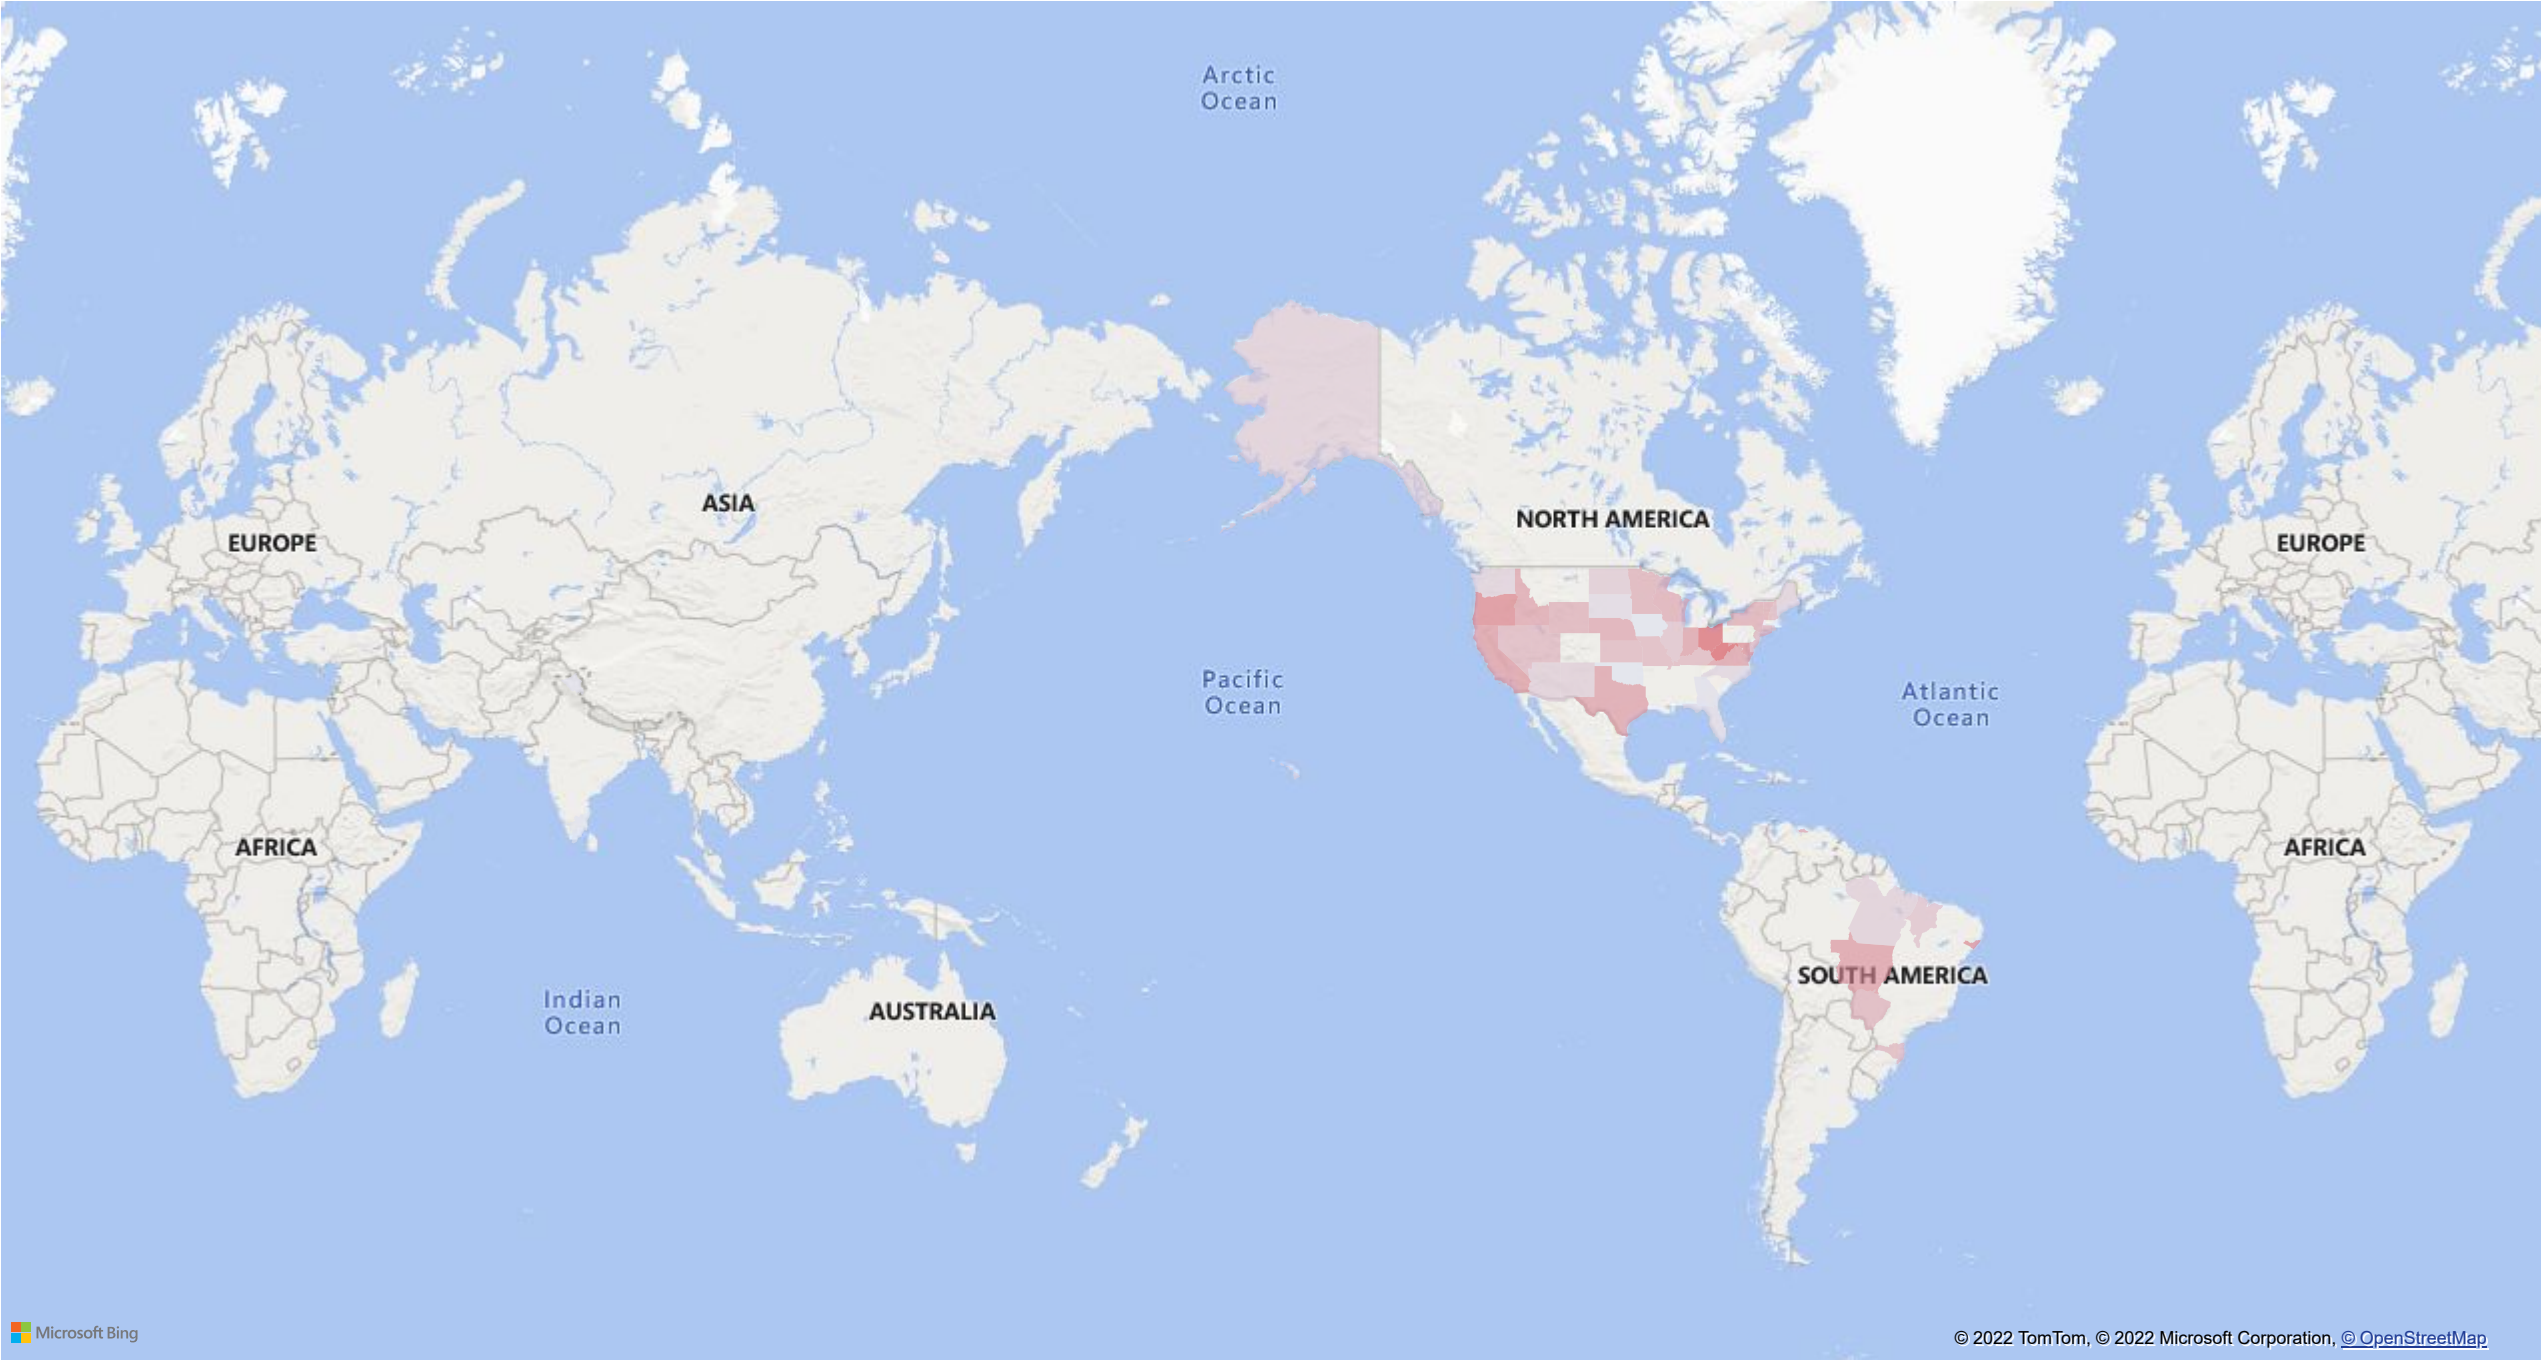 Arctic
Ocean
ASIA
NORTH AMERICA
EUROPE
EUROPE
Pacific
Ocean
Atlantic
Ocean
AFRICA
AFRICA
SOUTH AMERICA
Indian
Ocean
AUSTRALIA
Microsoft Bing
© 2022 TomTom, © 2022 Microsoft Corporation, © OpenStreetMap